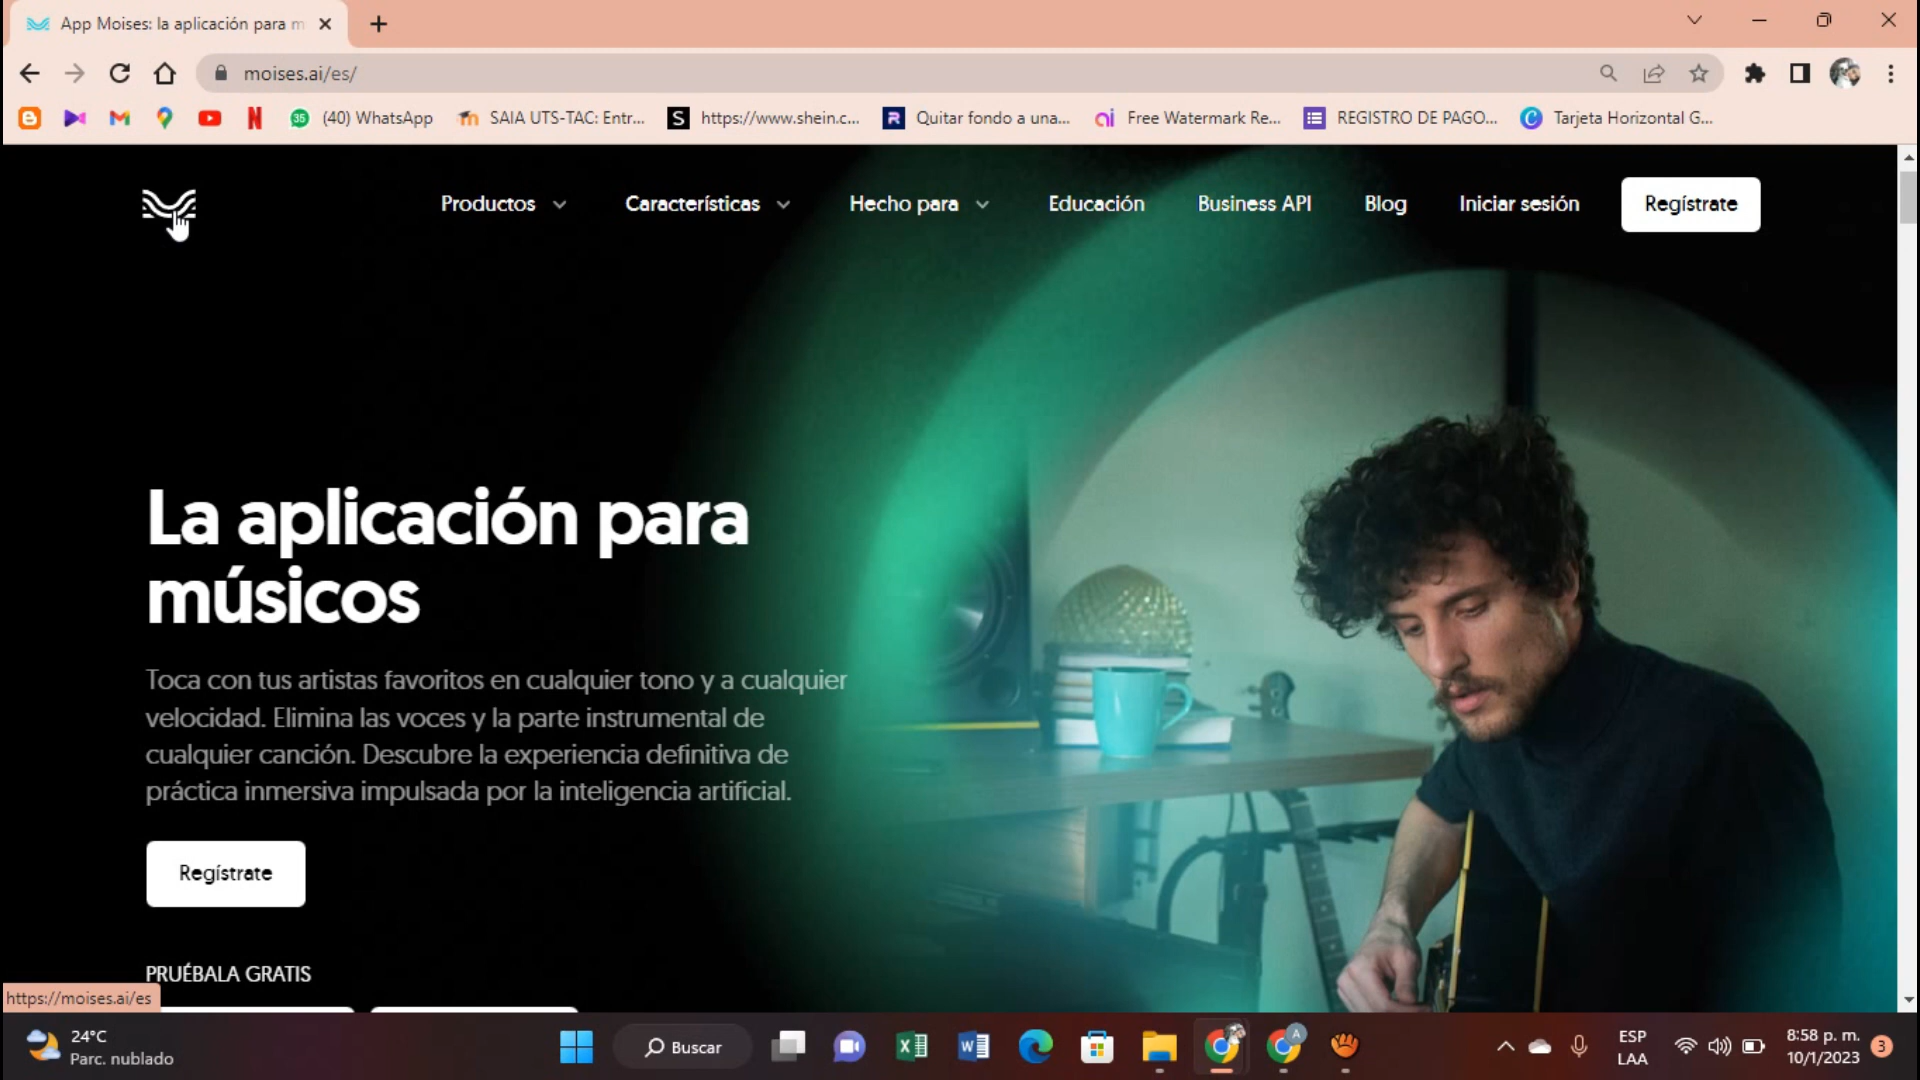 App Moises: la aplicación para m
moises.ai/es/
(40) WhatsApp
SAIA UTS-TAC: Entr...
https://www.shein.c...
Quitar fondo a una...
Free Watermark Re...
REGISTRO DE PAGO...
Tarjeta Horizontal G...
Productos
Características
Hecho para
Educación
Business API
Blog
Iniciar sesión
Regístrate
La aplicación para
músicos
Toca con tus artistas favoritos en cualquier tono y a cualquier
velocidad. Elimina las voces y la parte instrumental de
cualquier canción. Descubre la experiencia definitiva de
práctica inmersiva impulsada por la inteligencia artificial.
Regístrate
PRUÉBALA GRATIS
https://moises.ai/es
24°C
Parc. nublado
Buscar
ESP
LAA
8:58 p. m.
10/1/2023
3